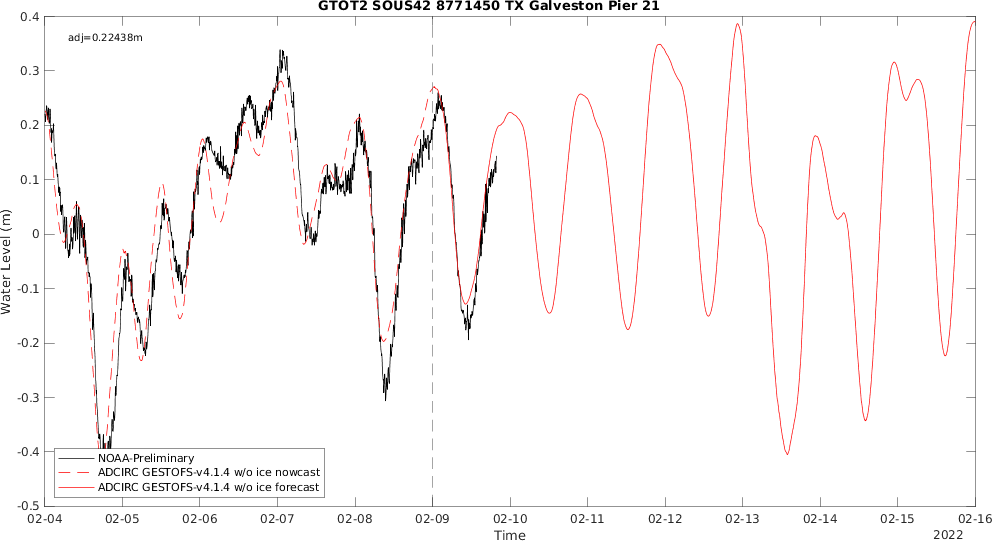 GTOT2 SOUS42 8771450 TX Galveston Pier 21
adj=0.22438m
0.4
0.3
0.2
0.1
0
-0.1
-0.2
-0.3
-0.4
-0.5
Water Level (m)
NOAA-Preliminary
ADCIRC GESTOFS-v4.1.4 w/o ice nowcast
ADCIRC GESTOFS-v4.1.4 w/o ice forecast
02-04 02-05 02-06 02-07 02-08 02-09 02-10 02-11 02-12 02-13 02-14 02-15 02-16
Time
2022